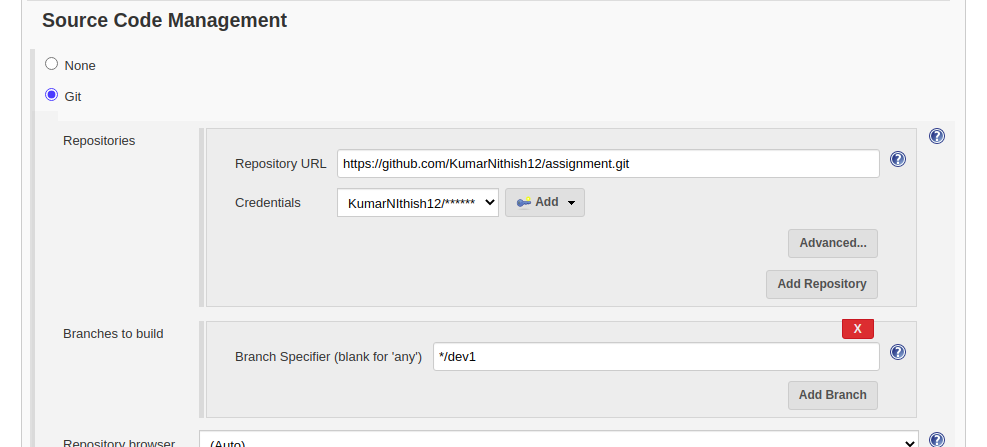 Source Code Management
None
Git
Repositories
Repository URL
https://github.com/KumarNithish12/assignment.git
Credentials
KumarNIthish12/******
Add
Advanced...
Add Repository
Branches to build
X
Branch Specifier (blank for 'any')
*/dev1
Add Branch
Repository browser
(Auto)